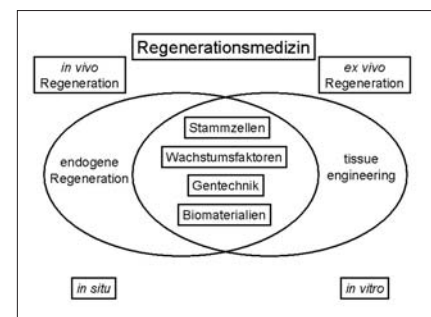 Regenerationsmedizin
in vivo
Regeneration
ex vivo
Regeneration
Stammzellen
Wachstumsfaktoren
Gentechnik
Biomaterialien
endogene
Regeneration
tissue
engineering
in situ
in vitro